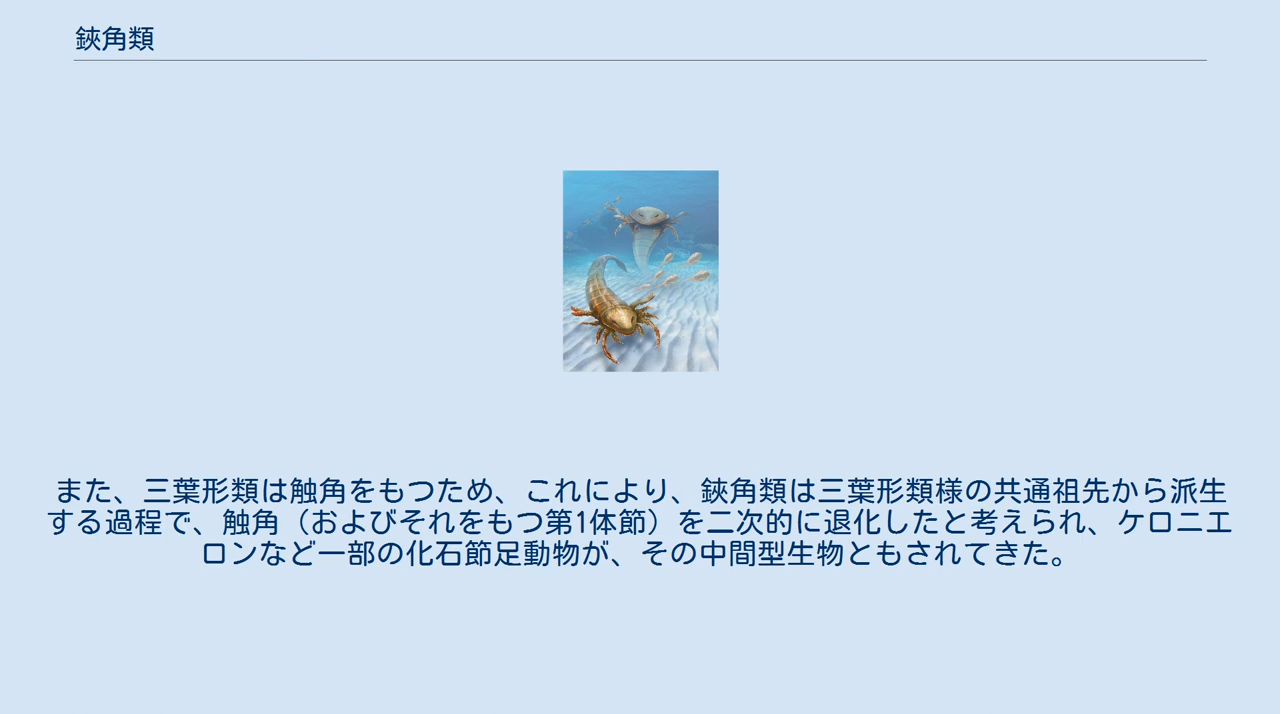 鋏角類
また、三葉形類は触角をもつため、これにより、鋏角類は三葉形類様の共通祖先から派生
する過程で、触角（およびそれをもつ第1体節）を二次的に退化したと考えられ、ケロニエ
ロンなど一部の化石節足動物が、その中間型生物ともされてきた。